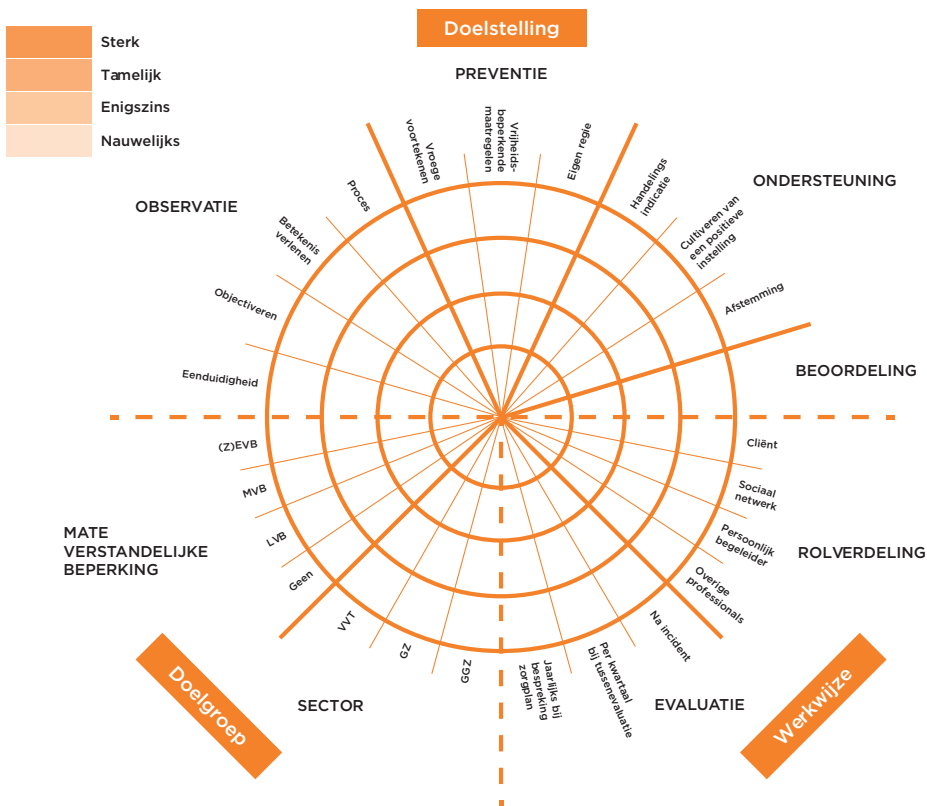 Doelstelling
Sterk
Tamelijk
Enigszins
Nauwelijks
PREVENTIE
Vroege
voortekenen
Vrijheids-
beperkende
maatregelen
Eigen regie
OBSERVATIE
Proces
Betekenis
verlenen
Objectiveren
Eenduidigheid
ONDERSTEUNING
Handelings
indicatie
Cultiveren van
een positieve
instelling
Afstemming
BEOORDELING
(Z)EVB
MVB
LVB
Geen
MATE
VERSTANDELIJKE
BEPERKING
Cliënt
Sociaal
netwerk
Persoonlijk
begeleider
Overige
professionals
ROLVERDELING
VVT
GZ
GGZ
SECTOR
Doelgroep
Jaarlijks bij
bespreking
zorgplan
Per kwartaal
bij tussenevaluatie
Na incident
EVALUATIE
Werkwijze